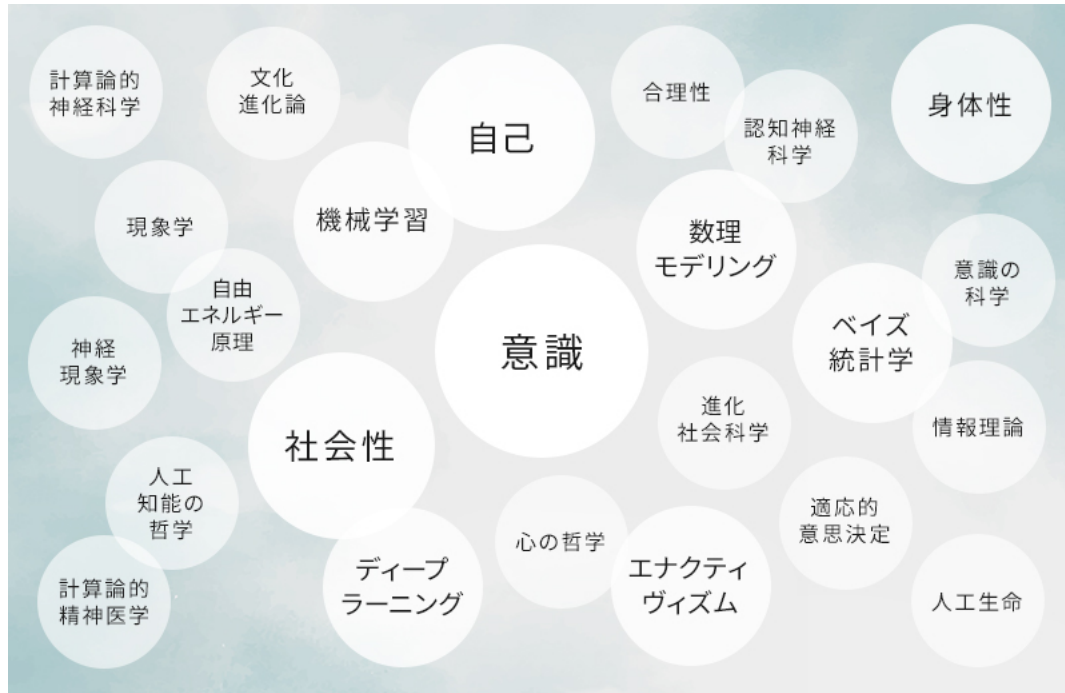 計算論的
神経科学
文化
進化論
自己
合理性
認知神経
科学
身体性
現象学
機械学習
数理
モデリング
意識の
科学
自由
エネルギー
原理
神経
現象学
意識
ベイズ
統計学
社会性
進化
社会科学
情報理論
人工
知能の
哲学
心の哲学
適応的
意思決定
計算論的
精神医学
ディープ
ラーニング
エナクティ
ヴィズム
人工生命